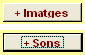 + Imatges
+ Sons